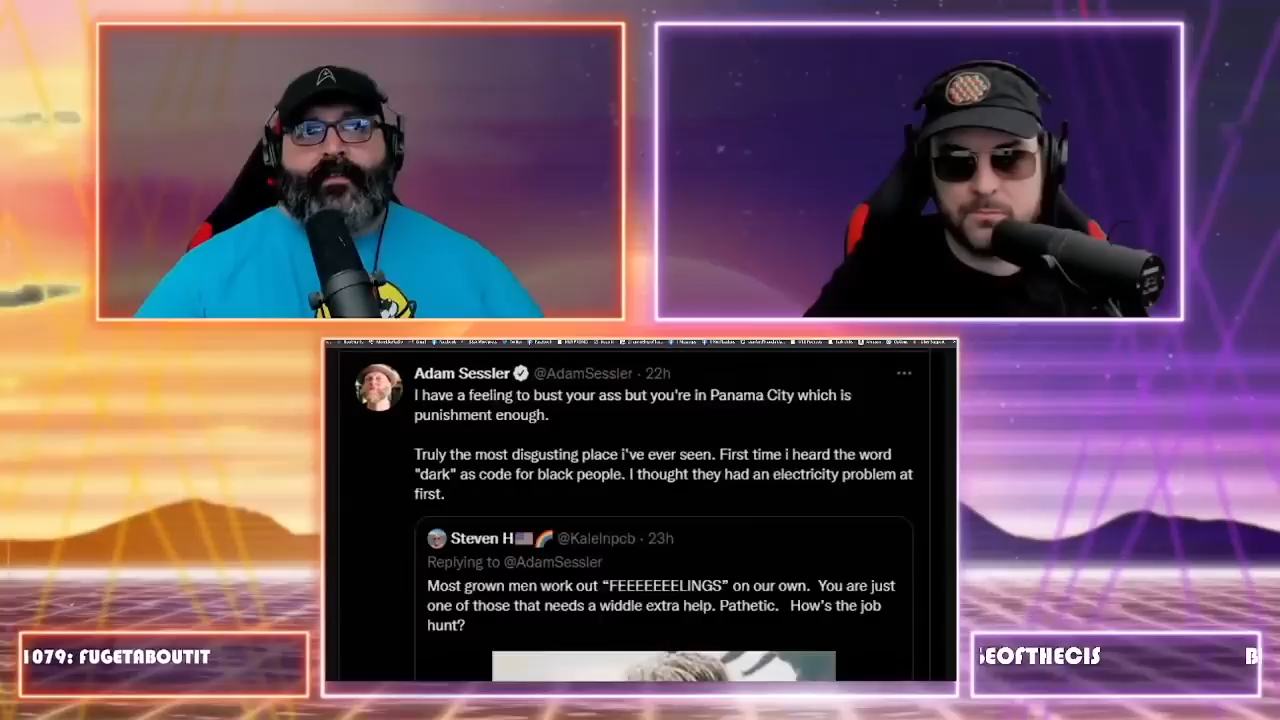 Adam Sessler @AdamSessler · 22h
I have a feeling to bust your ass but you're in Panama City which is
punishment enough.
Truly the most disgusting place i've ever seen. First time i heard the word
"dark" as code for black people. I thought they had an electricity problem at
first.
Steven H @KaleInpcb · 23h
Replying to @AdamSessler
Most grown men work out “FEEEEEEELINGS” on our own. You are just
one of those that needs a widdle extra help. Pathetic. How's the job
hunt?
1079: FUGETABOUTIT
SEOFTHECIS B